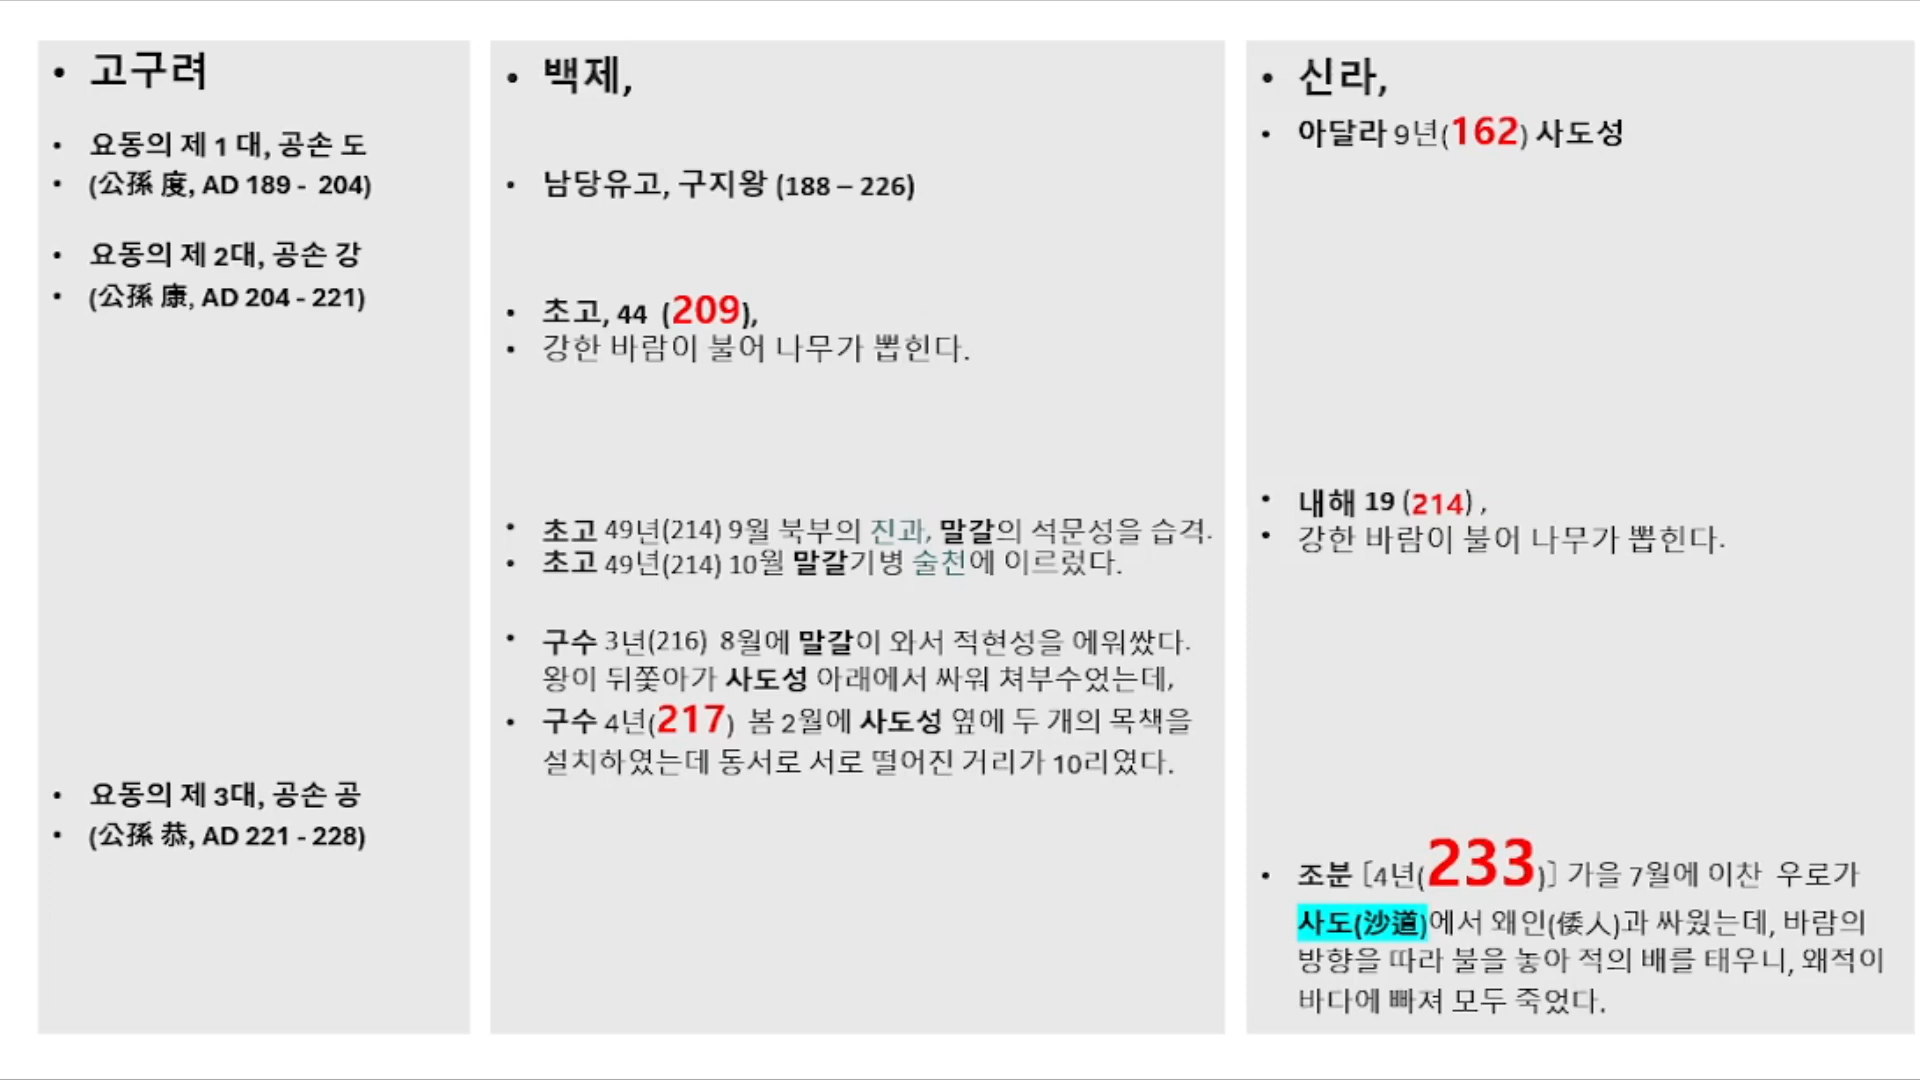 • 고구려
• 요동의 제 1 대, 공손 도
• (公孫 度, AD 189 - 204)
• 요동의 제 2대, 공손 강
• (公孫 康, AD 204 - 221)
• 요동의 제 3대, 공손 공
• (公孫 恭, AD 221 - 228)
• 백제,
• 남당유고, 구지왕 (188 – 226)
• 초고, 44 (209),
• 강한 바람이 불어 나무가 뽑힌다.
• 초고 49년(214) 9월 북부의 진과, 말갈의 석문성을 습격.
• 초고 49년(214) 10월 말갈기병 술천에 이르렀다.
• 구수 3년(216) 8월에 말갈이 와서 적현성을 에워쌌다.
왕이 뒤쫓아가 사도성 아래에서 싸워 쳐부수었는데,
• 구수 4년(217) 봄 2월에 사도성 옆에 두 개의 목책을
설치하였는데 동서로 서로 떨어진 거리가 10리였다.
• 신라,
• 아달라 9년(162) 사도성
• 내해 19 (214) ,
• 강한 바람이 불어 나무가 뽑힌다.
• 조분 [4년(233)] 가을 7월에 이찬 우로가
사도(沙道)에서 왜인(倭人)과 싸웠는데, 바람의
방향을 따라 불을 놓아 적의 배를 태우니, 왜적이
바다에 빠져 모두 죽었다.